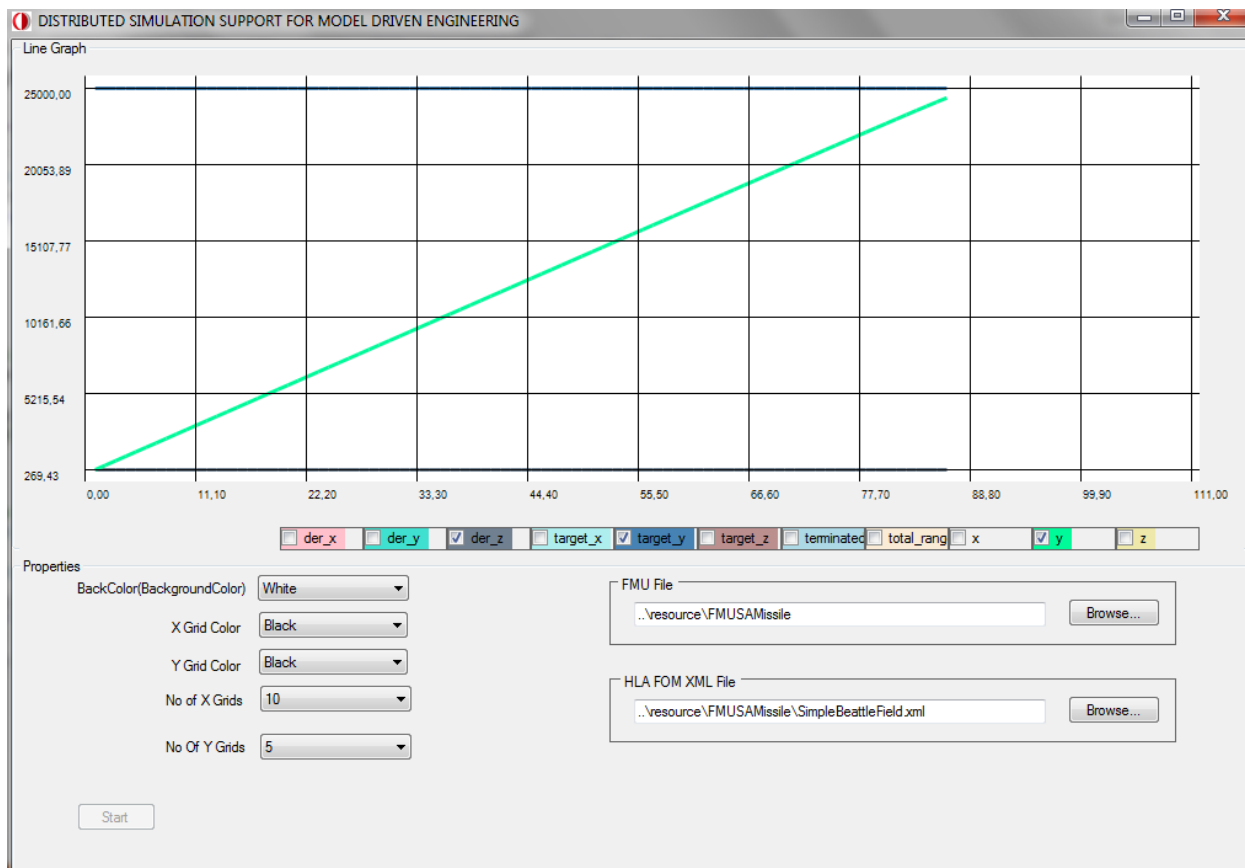 DISTRIBUTED SIMULATION SUPPORT FOR MODEL DRIVEN ENGINEERING
Line Graph
25000,00
20053,89
15107,77
10161,66
5215,54
269,43
0,00 11,10 22,20 33,30 44,40 55,50 66,60 77,70 88,80 99,90 111,00
der_x der_y der_z target_x target_y target_z terminated total_rang x y z
Properties
BackColor(BackgroundColor) White
X Grid Color Black
Y Grid Color Black
No of X Grids 10
No Of Y Grids 5
Start
FMU File
..\resource\FMUSAMissile Browse...
HLA FOM XML File
..\resource\FMUSAMissile\SimpleBeattleField.xml Browse...